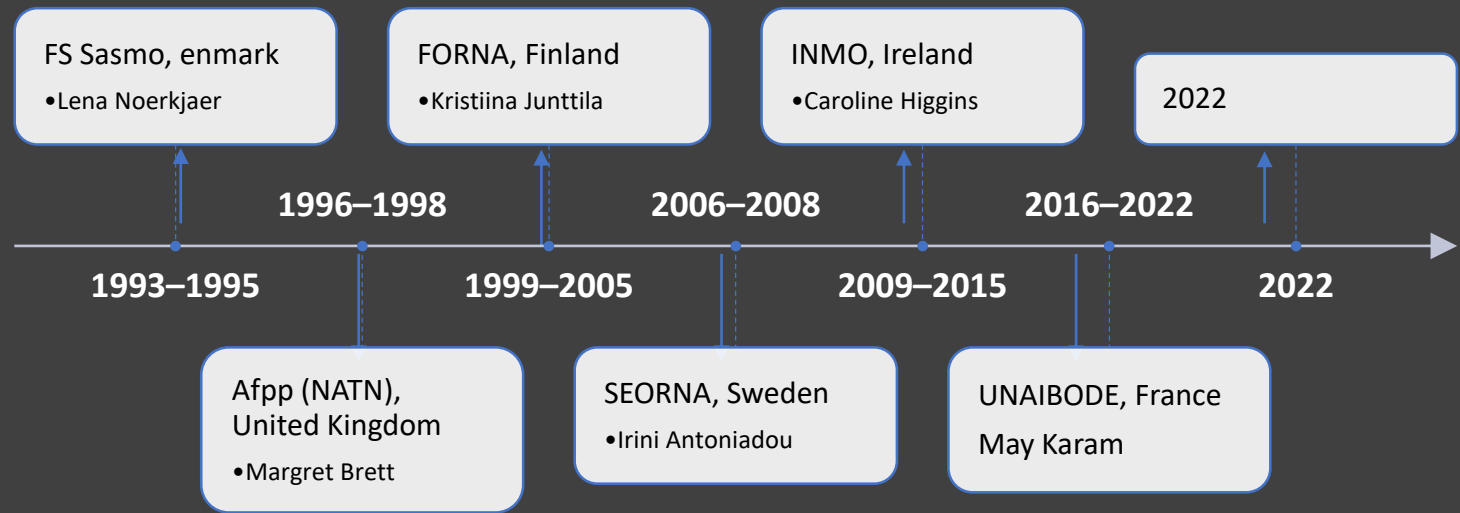 FS Sasmo, enmark
•Lena Noerkjaer
FORNA, Finland
•Kristiina Junttila
INMO, Ireland
•Caroline Higgins
2022
1996–1998
2006–2008
2016–2022
1993–1995
1999–2005
2009–2015
2022
Afpp (NATN),
United Kingdom
•Margret Brett
SEORNA, Sweden
•Irini Antoniadou
UNAIBODE, France
May Karam